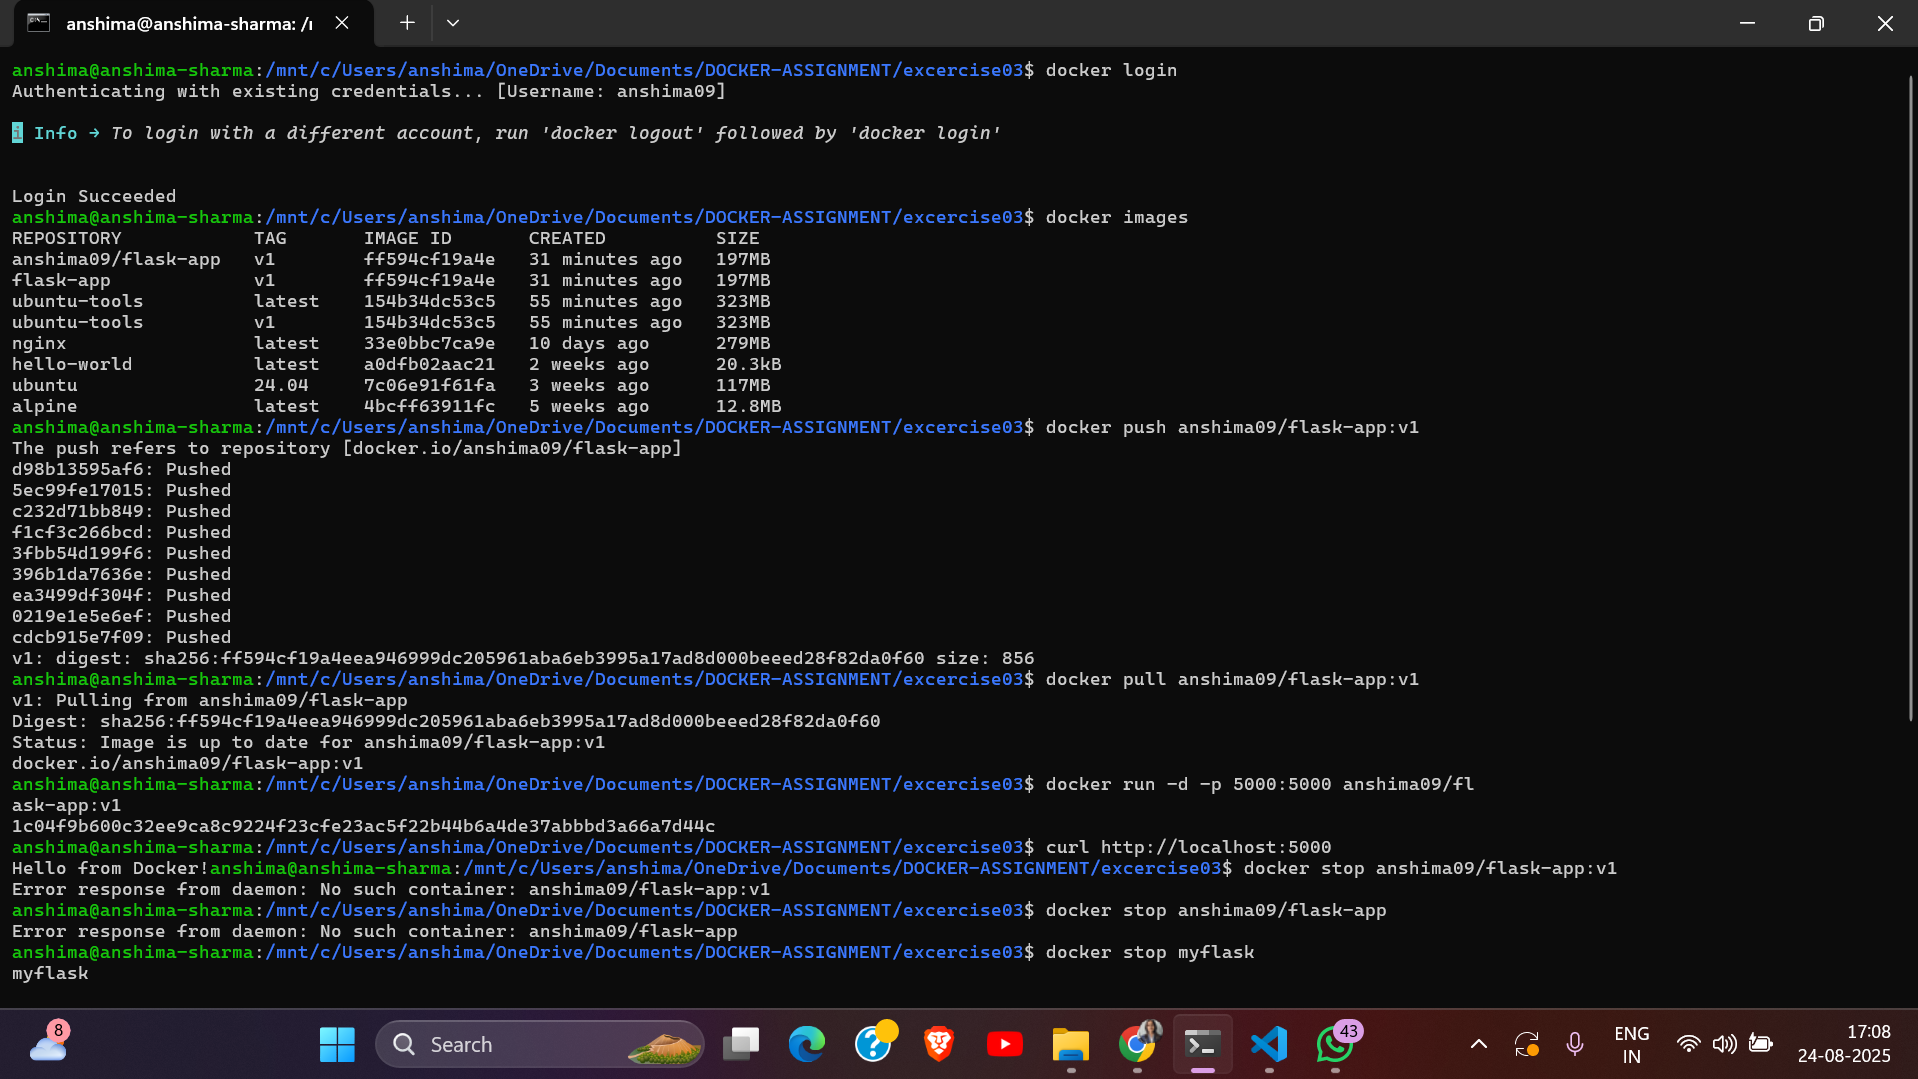 anshima@anshima-sharma: /r
anshima@anshima-sharma:/mnt/c/Users/anshima/OneDrive/Documents/DOCKER-ASSIGNMENT/excercise03$ docker login
Authenticating with existing credentials... [Username: anshima09]
i Info → To login with a different account, run 'docker logout' followed by 'docker login'
Login Succeeded
anshima@anshima-sharma:/mnt/c/Users/anshima/OneDrive/Documents/DOCKER-ASSIGNMENT/excercise03$ docker images
REPOSITORY            TAG       IMAGE ID       CREATED          SIZE
anshima09/flask-app   v1        ff594cf19a4e   31 minutes ago   197MB
flask-app             v1        ff594cf19a4e   31 minutes ago   197MB
ubuntu-tools          latest    154b34dc53c5   55 minutes ago   323MB
ubuntu-tools          v1        154b34dc53c5   55 minutes ago   323MB
nginx                 latest    33e0bbc7ca9e   10 days ago      279MB
hello-world           latest    a0dfb02aac21   2 weeks ago      20.3kB
ubuntu                24.04     7c06e91f61fa   3 weeks ago      117MB
alpine                latest    4bcff63911fc   5 weeks ago      12.8MB
anshima@anshima-sharma:/mnt/c/Users/anshima/OneDrive/Documents/DOCKER-ASSIGNMENT/excercise03$ docker push anshima09/flask-app:v1
The push refers to repository [docker.io/anshima09/flask-app]
d98b13595af6: Pushed
5ec99fe17015: Pushed
c232d71bb849: Pushed
f1cf3c266bcd: Pushed
3fbb54d199f6: Pushed
396b1da7636e: Pushed
ea3499df304f: Pushed
0219e1e5e6ef: Pushed
cdcb915e7f09: Pushed
v1: digest: sha256:ff594cf19a4eea946999dc205961aba6eb3995a17ad8d000beeed28f82da0f60 size: 856
anshima@anshima-sharma:/mnt/c/Users/anshima/OneDrive/Documents/DOCKER-ASSIGNMENT/excercise03$ docker pull anshima09/flask-app:v1
v1: Pulling from anshima09/flask-app
Digest: sha256:ff594cf19a4eea946999dc205961aba6eb3995a17ad8d000beeed28f82da0f60
Status: Image is up to date for anshima09/flask-app:v1
docker.io/anshima09/flask-app:v1
anshima@anshima-sharma:/mnt/c/Users/anshima/OneDrive/Documents/DOCKER-ASSIGNMENT/excercise03$ docker run -d -p 5000:5000 anshima09/fl
ask-app:v1
1c04f9b600c32ee9ca8c9224f23cfe23ac5f22b44b6a4de37abbbd3a66a7d44c
anshima@anshima-sharma:/mnt/c/Users/anshima/OneDrive/Documents/DOCKER-ASSIGNMENT/excercise03$ curl http://localhost:5000
Hello from Docker!anshima@anshima-sharma:/mnt/c/Users/anshima/OneDrive/Documents/DOCKER-ASSIGNMENT/excercise03$ docker stop anshima09/flask-app:v1
Error response from daemon: No such container: anshima09/flask-app:v1
anshima@anshima-sharma:/mnt/c/Users/anshima/OneDrive/Documents/DOCKER-ASSIGNMENT/excercise03$ docker stop anshima09/flask-app
Error response from daemon: No such container: anshima09/flask-app
anshima@anshima-sharma:/mnt/c/Users/anshima/OneDrive/Documents/DOCKER-ASSIGNMENT/excercise03$ docker stop myflask
myflask
8
Search
43
ENG
IN
17:08
24-08-2025